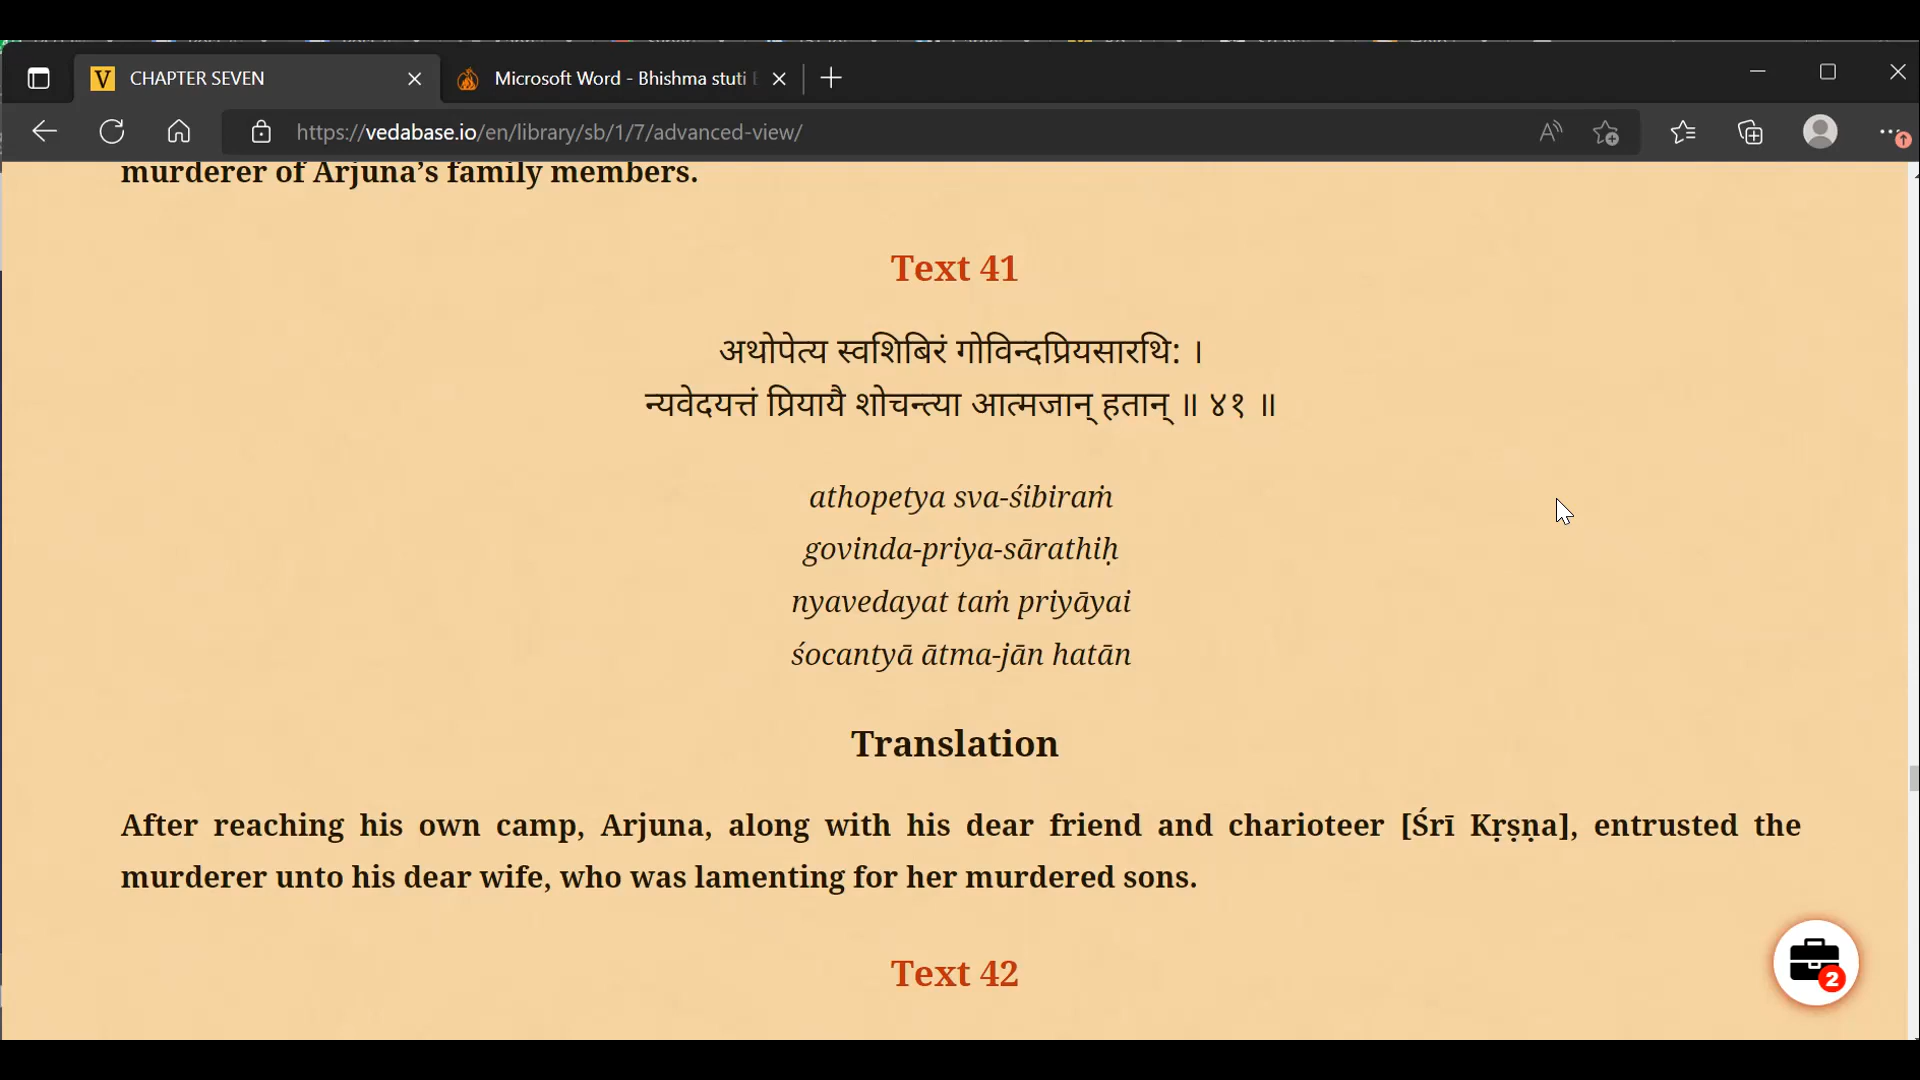 CHAPTER SEVEN
Microsoft Word - Bhishma stuti
https://vedabase.io/en/library/sb/1/7/advanced-view/
murderer of Arjuna’s family members.
Text 41
अथोपेत्य स्वशिबिरं गोविन्दप्रियसारथि: ।
न्यवेदयत्तं प्रियायै शोचन्त्या आत्मजान् हतान् ॥ ४१ ॥
athopetya sva-śibiraṁ
govinda-priya-sārathiḥ
nyavedayat taṁ priyāyai
śocantyā ātma-jān hatān
Translation
After reaching his own camp, Arjuna, along with his dear friend and charioteer [Śrī Kṛṣṇa], entrusted the
murderer unto his dear wife, who was lamenting for her murdered sons.
2
Text 42